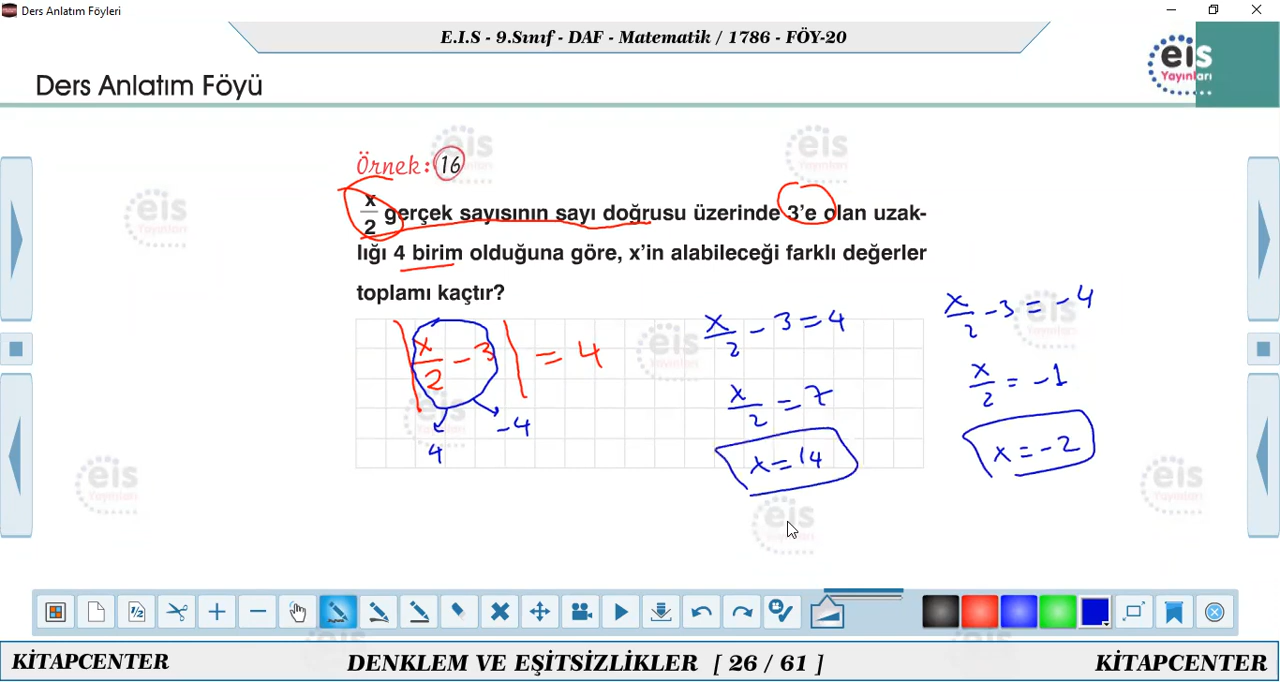 Ders Anlatım Föyleri
E.I.S - 9.Sınıf - DAF - Matematik / 1786 - FÖY-20
Ders Anlatım Föyü
eis
Yayınları
Örnek: 16
x/2 gerçek sayısının sayı doğrusu üzerinde 3'e olan uzak-
lığı 4 birim olduğuna göre, x'in alabileceği farklı değerler
toplamı kaçtır?
|x/2 - 3| = 4
4
-4
x/2 - 3 = 4
x/2 = 7
x = 14
x/2 - 3 = -4
x/2 = -1
x = -2
1/2
KİTAPCENTER
DENKLEM VE EŞİTSİZLİKLER [ 26 / 61 ]
KİTAPCENTER